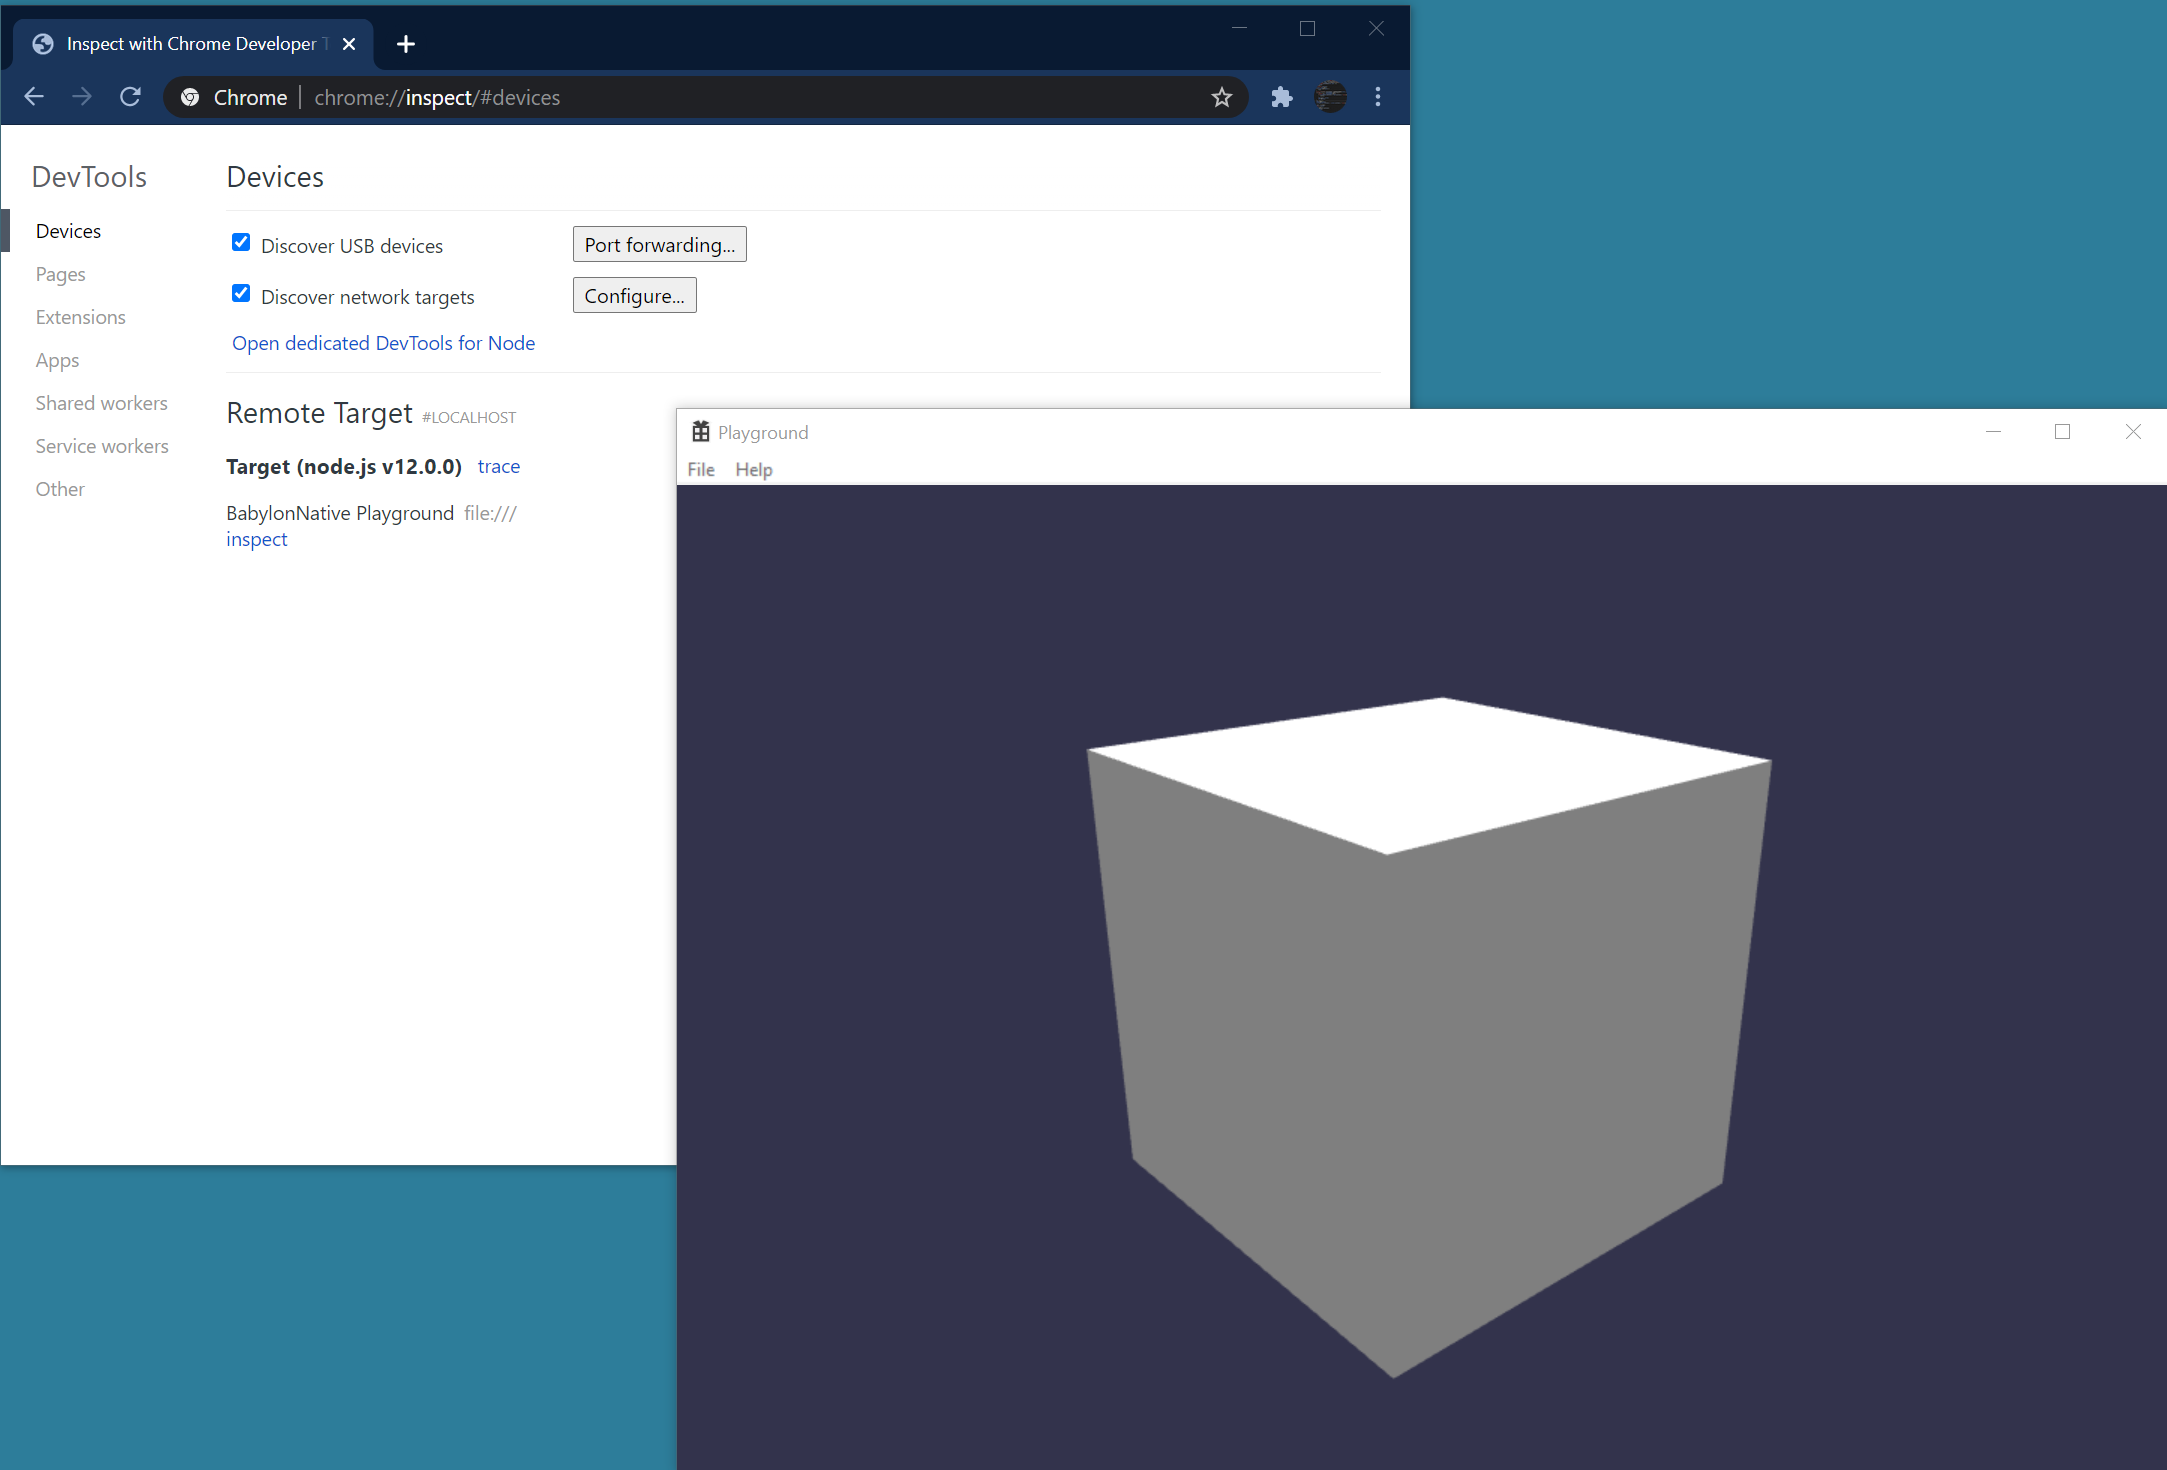 Inspect with Chrome Developer T
Chrome | chrome://inspect/#devices
DevTools
Devices
Pages
Extensions
Apps
Shared workers
Service workers
Other
Devices
Discover USB devices
Port forwarding...
Discover network targets
Configure...
Open dedicated DevTools for Node
Remote Target #LOCALHOST
Target (node.js v12.0.0) trace
BabylonNative Playground file:///
inspect
Playground
File Help